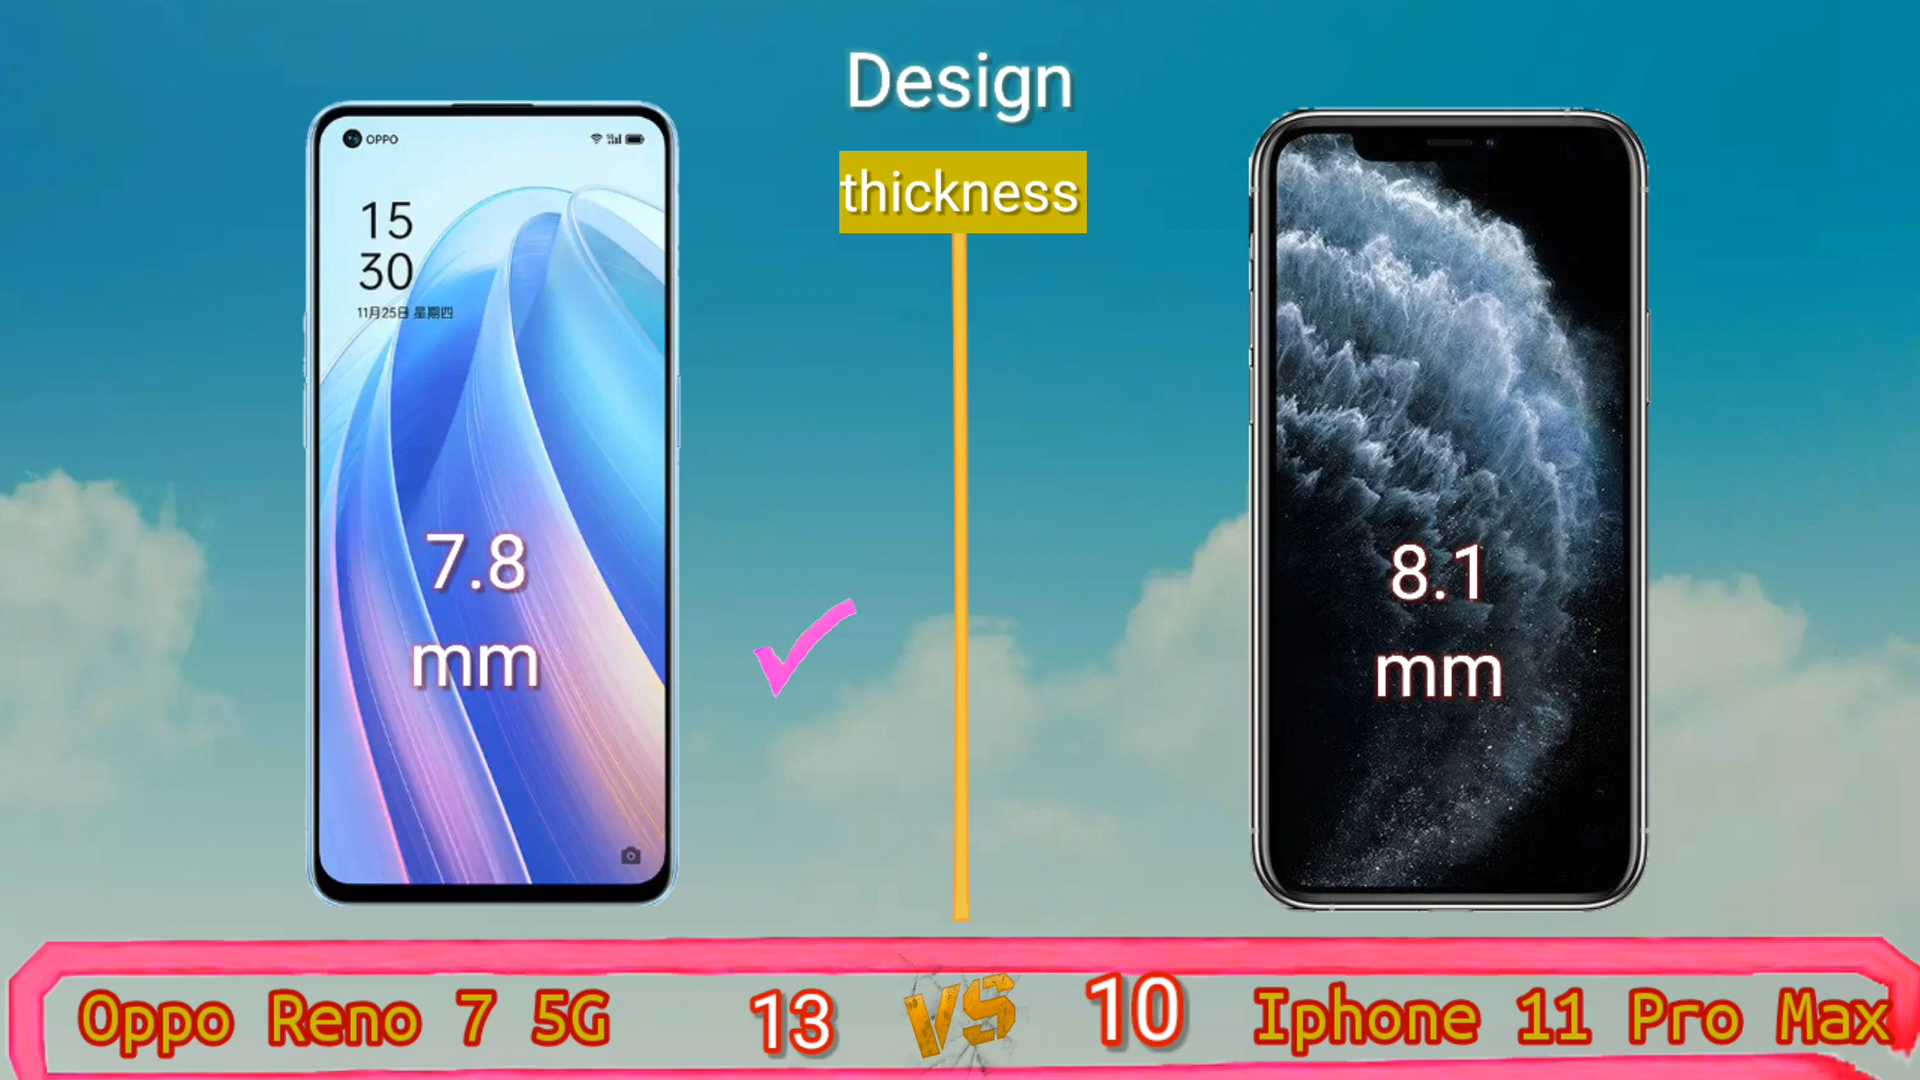 Design
thickness
OPPO
15
30
11月25日 星期四
7.8
mm
8.1
mm
Oppo Reno 7 5G
13
VS
10
Iphone 11 Pro Max